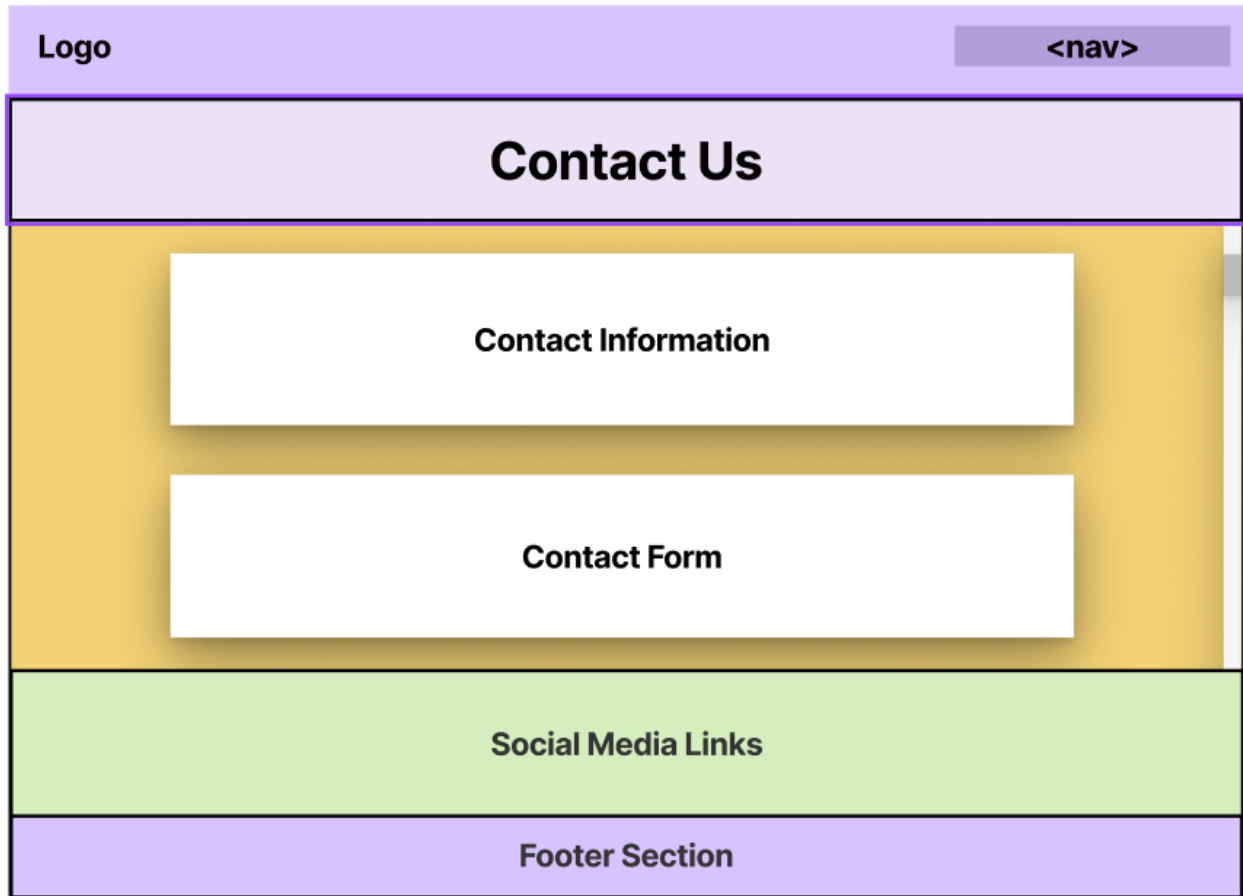 Logo
<nav>
Contact Us
Contact Information
Contact Form
Social Media Links
Footer Section